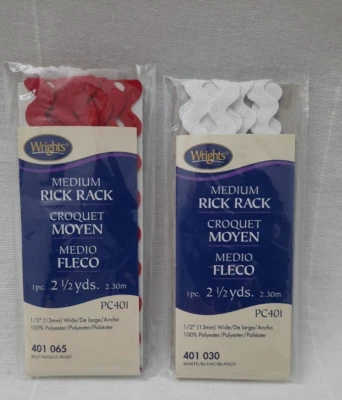 Wrights®
MEDIUM
RICK RACK
CROQUET
MOYEN
MEDIO
FLECO
1pc. 2 1/2 yds. 2.30m
PC401
1/2" (13mm) Wide/De large/Ancho
100% Polyester/Polyester/Poliéster
401 065
RED/ROUGE/ROJO
Wrights®
MEDIUM
RICK RACK
CROQUET
MOYEN
MEDIO
FLECO
1pc. 2 1/2 yds. 2.30m
PC401
1/2" (13mm) Wide/De large/Ancho
100% Polyester/Polyester/Poliéster
401 030
WHITE/BLANC/BLANCO